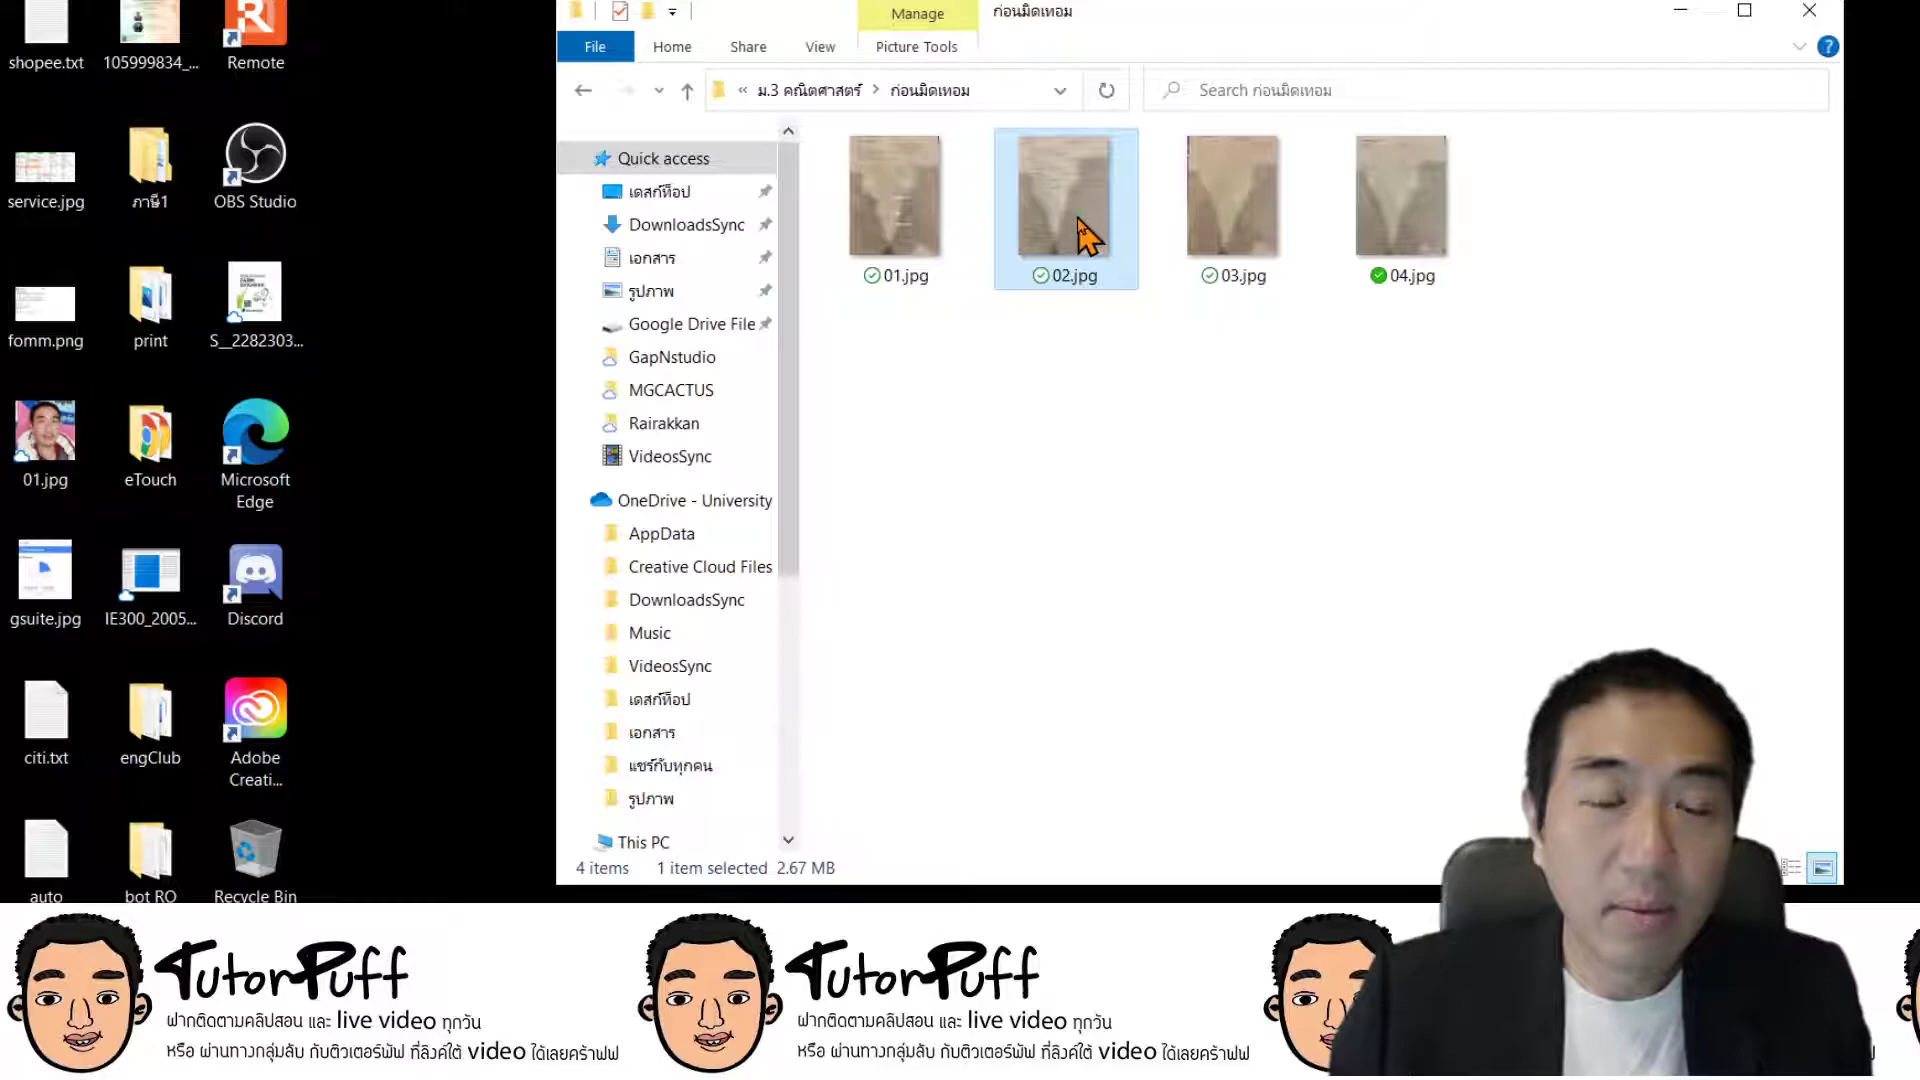 shopee.txt
105999834_...
Remote
service.jpg
ภาษี1
OBS Studio
fomm.png
print
S__2282303...
01.jpg
eTouch
Microsoft
Edge
gsuite.jpg
IE300_2005...
Discord
citi.txt
engClub
Adobe
Creati...
auto
bot RO
Recycle Bin
Manage
ก่อนมิดเทอม
File
Home
Share
View
Picture Tools
« ม.3 คณิตศาสตร์ > ก่อนมิดเทอม
Search ก่อนมิดเทอม
Quick access
เดสก์ท็อป
DownloadsSync
เอกสาร
รูปภาพ
Google Drive File
GapNstudio
MGCACTUS
Rairakkan
VideosSync
OneDrive - University
AppData
Creative Cloud Files
DownloadsSync
Music
VideosSync
เดสก์ท็อป
เอกสาร
แชร์กับทุกคน
รูปภาพ
This PC
01.jpg
02.jpg
03.jpg
04.jpg
4 items
1 item selected 2.67 MB
TutorPuff
ฝากติดตามคลิปสอน และ live video ทุกวัน
หรือ ผ่านทางกลุ่มลับ กับติวเตอร์พัฟ ที่ลิงค์ใต้ video ได้เลยคร้าฟฟ
TutorPuff
ฝากติดตามคลิปสอน และ live video ทุกวัน
หรือ ผ่านทางกลุ่มลับ กับติวเตอร์พัฟ ที่ลิงค์ใต้ video ได้เลยคร้าฟฟ